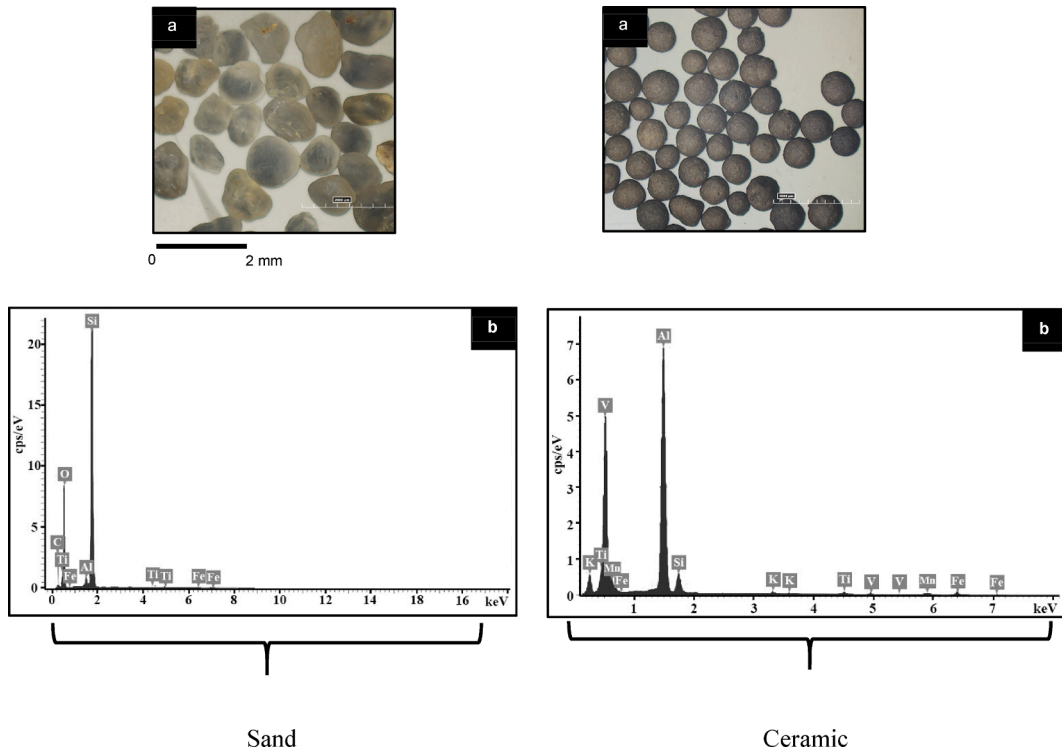 a
a
2000 µm
0 2 mm
b
Si
20
15
cps/eV
10
O
5
C
Ti
Al
Fe
Ti Ti Fe Fe
0
0 2 4 6 8 10 12 14 16 keV
b
7
Al
6
V
5
cps/eV
4
3
2
1
K Ti Mn Fe Si K K Ti V V Mn Fe Fe
0
1 2 3 4 5 6 7 keV
Sand
Ceramic